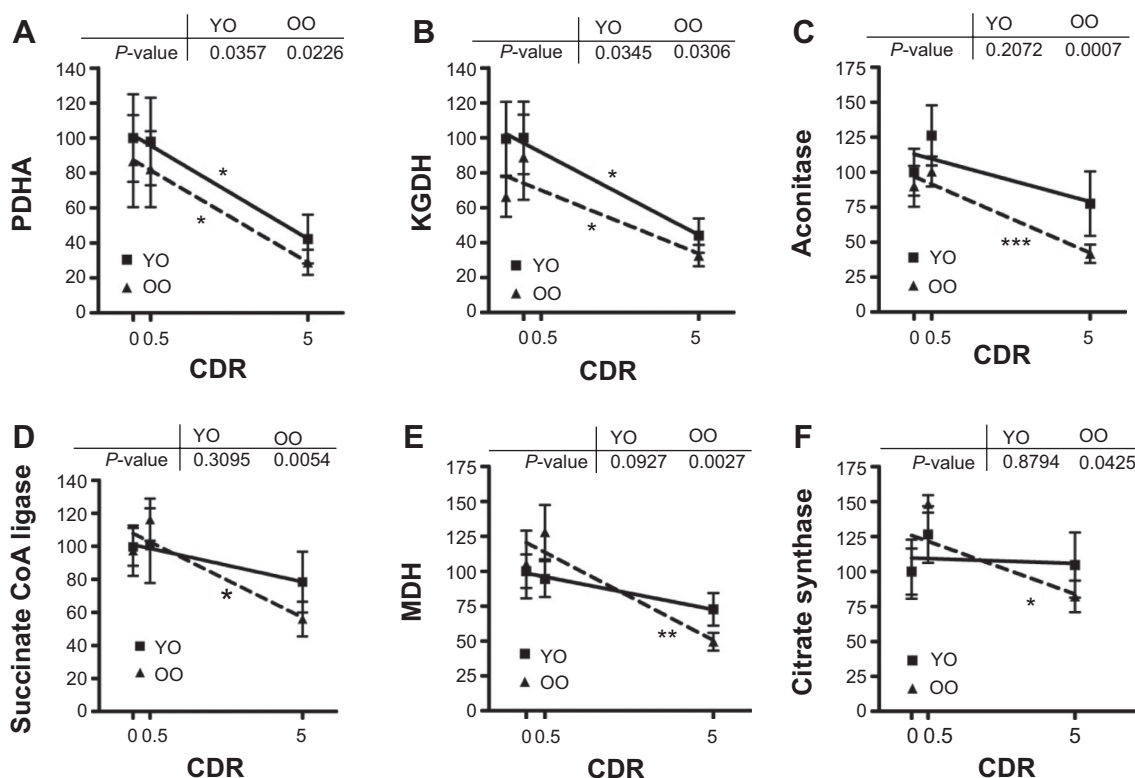 A
YO OO
P-value 0.0357 0.0226
PDHA
140
120
100
80
60
40
20
0
YO
OO
0 0.5 5
CDR
B
YO OO
P-value 0.0345 0.0306
KGDH
140
120
100
80
60
40
20
0
*
*
YO
OO
0 0.5 5
CDR
C
YO OO
P-value 0.2072 0.0007
Aconitase
175
150
125
100
75
50
25
0
***
YO
OO
0 0.5 5
CDR
D
YO OO
P-value 0.3095 0.0054
Succinate CoA ligase
140
120
100
80
60
40
20
0
*
YO
OO
0 0.5 5
CDR
E
YO OO
P-value 0.0927 0.0027
MDH
175
150
125
100
75
50
25
0
**
YO
OO
0 0.5 5
CDR
F
YO OO
P-value 0.8794 0.0425
Citrate synthase
175
150
125
100
75
50
25
0
*
YO
OO
0 0.5 5
CDR